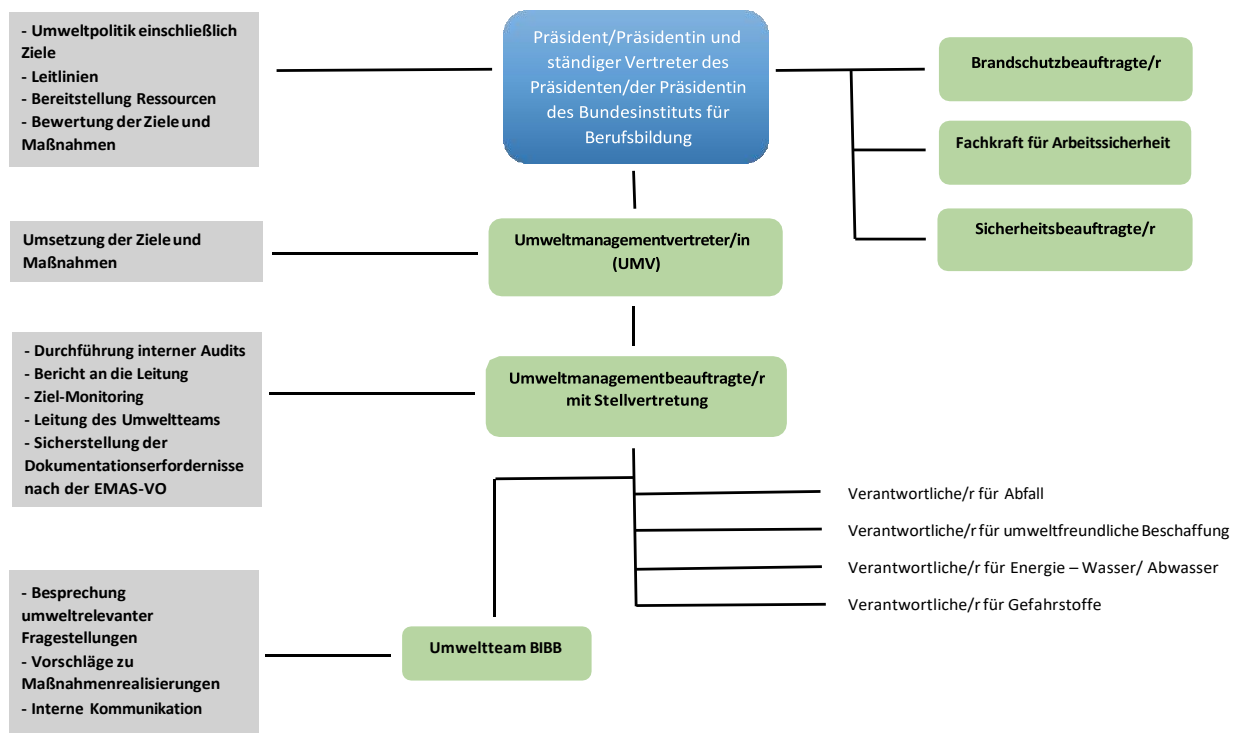 - Umweltpolitik einschließlich
Ziele
- Leitlinien
- Bereitstellung Ressourcen
- Bewertung der Ziele und
Maßnahmen
Präsident/Präsidentin und
ständiger Vertreter des
Präsidenten/der Präsidentin
des Bundesinstituts für
Berufsbildung
Brandschutzbeauftragte/r
Fachkraft für Arbeitssicherheit
Sicherheitsbeauftragte/r
Umsetzung der Ziele und
Maßnahmen
Umweltmanagementvertreter/in
(UMV)
- Durchführung interner Audits
- Bericht an die Leitung
- Ziel-Monitoring
- Leitung des Umweltteams
- Sicherstellung der
Dokumentationserfordernisse
nach der EMAS-VO
Umweltmanagementbeauftragte/r
mit Stellvertretung
Verantwortliche/r für Abfall
Verantwortliche/r für umweltfreundliche Beschaffung
Verantwortliche/r für Energie – Wasser/ Abwasser
Verantwortliche/r für Gefahrstoffe
- Besprechung
umweltrelevanter
Fragestellungen
- Vorschläge zu
Maßnahmenrealisierungen
- Interne Kommunikation
Umweltteam BIBB